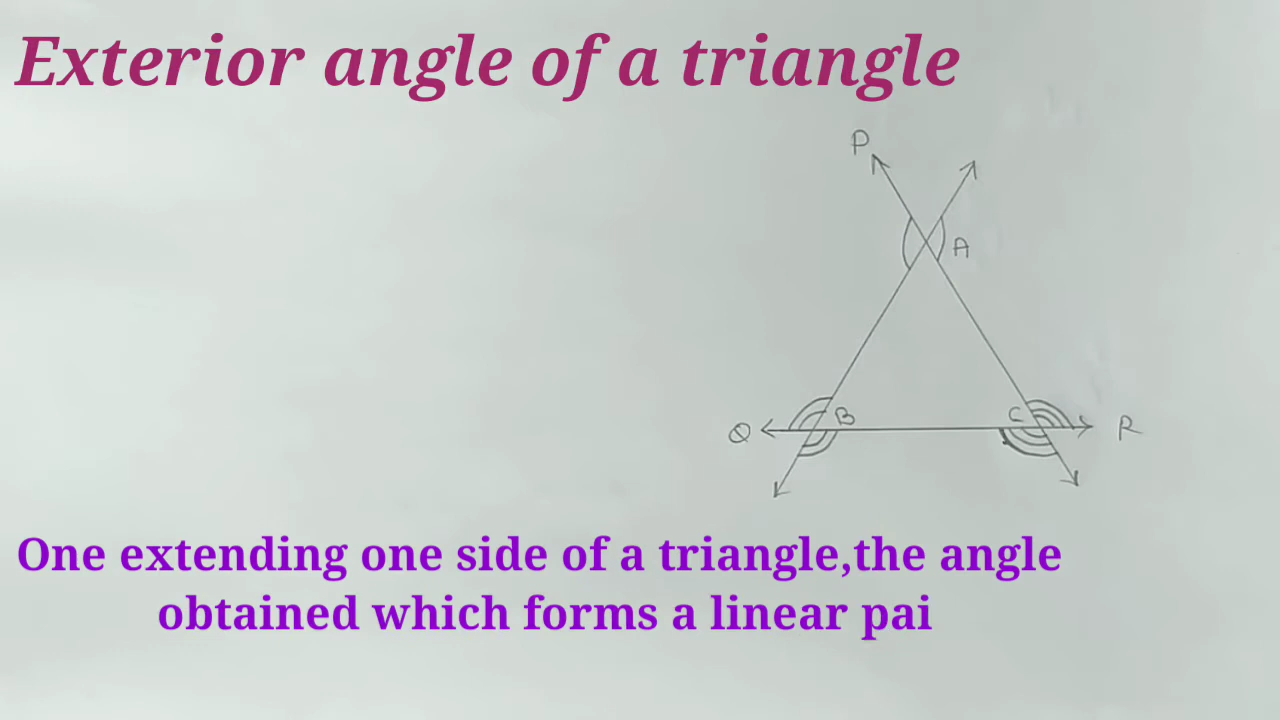 Exterior angle of a triangle
P
A
B
C
Q
R
One extending one side of a triangle,the angle
obtained which forms a linear pai